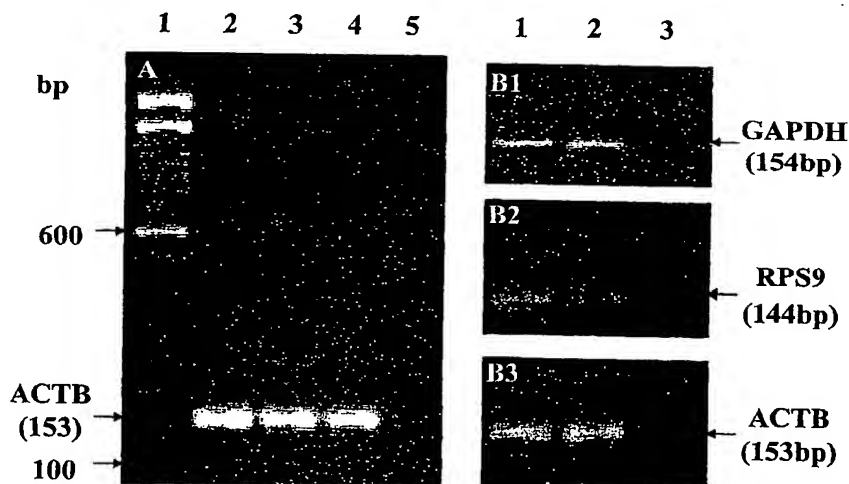 1 2 3 4 5
A
bp
600
ACTB
(153)
100
1 2 3
B1
GAPDH
(154bp)
B2
RPS9
(144bp)
B3
ACTB
(153bp)